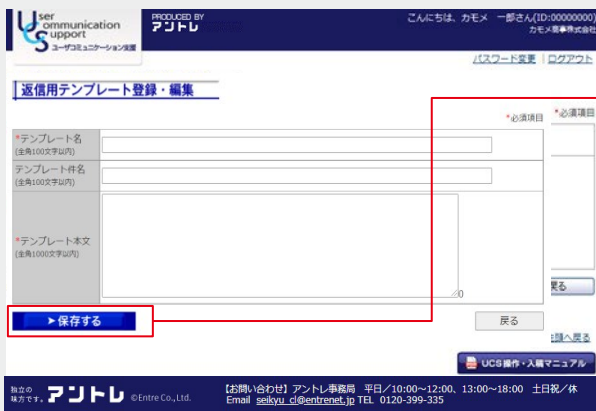 User
Communication
Support
ユーザコミュニケーション支援
PRODUCED BY
アントレ
こんにちは、カモメ 一郎さん(ID:00000000)
カモメ商事株式会社
パスワード変更 | ログアウト
返信用テンプレート登録・編集
*必須項目
*必須項目
*テンプレート名
(全角100文字以内)
テンプレート件名
(全角100文字以内)
*テンプレート本文
(全角1000文字以内)
0
戻る
➤保存する
戻る
先頭へ戻る
UCS操作・入稿マニュアル
独立の
味方です。
アントレ
©Entre Co., Ltd.
【お問い合わせ】アントレ事務局 平日／10:00～12:00、13:00～18:00 土日祝／休
Email seikyu_cl@entrenet.jp TEL 0120-399-335